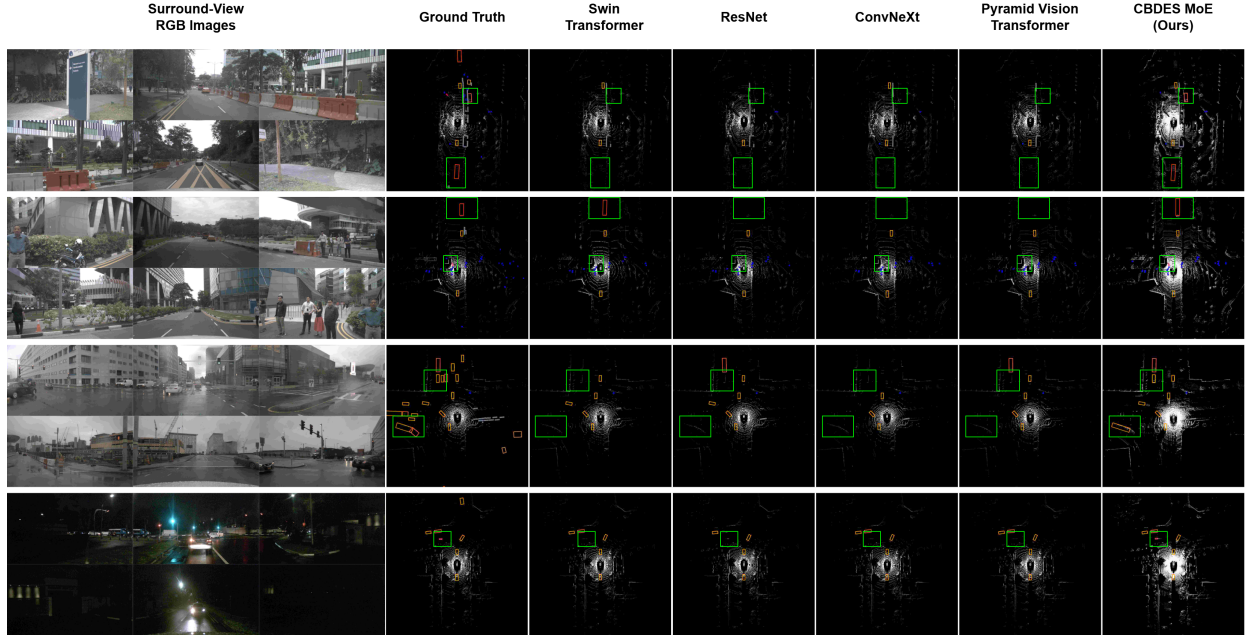 Surround-View
RGB Images
Ground Truth
Swin
Transformer
ResNet
ConvNeXt
Pyramid Vision
Transformer
CBDES MoE
(Ours)